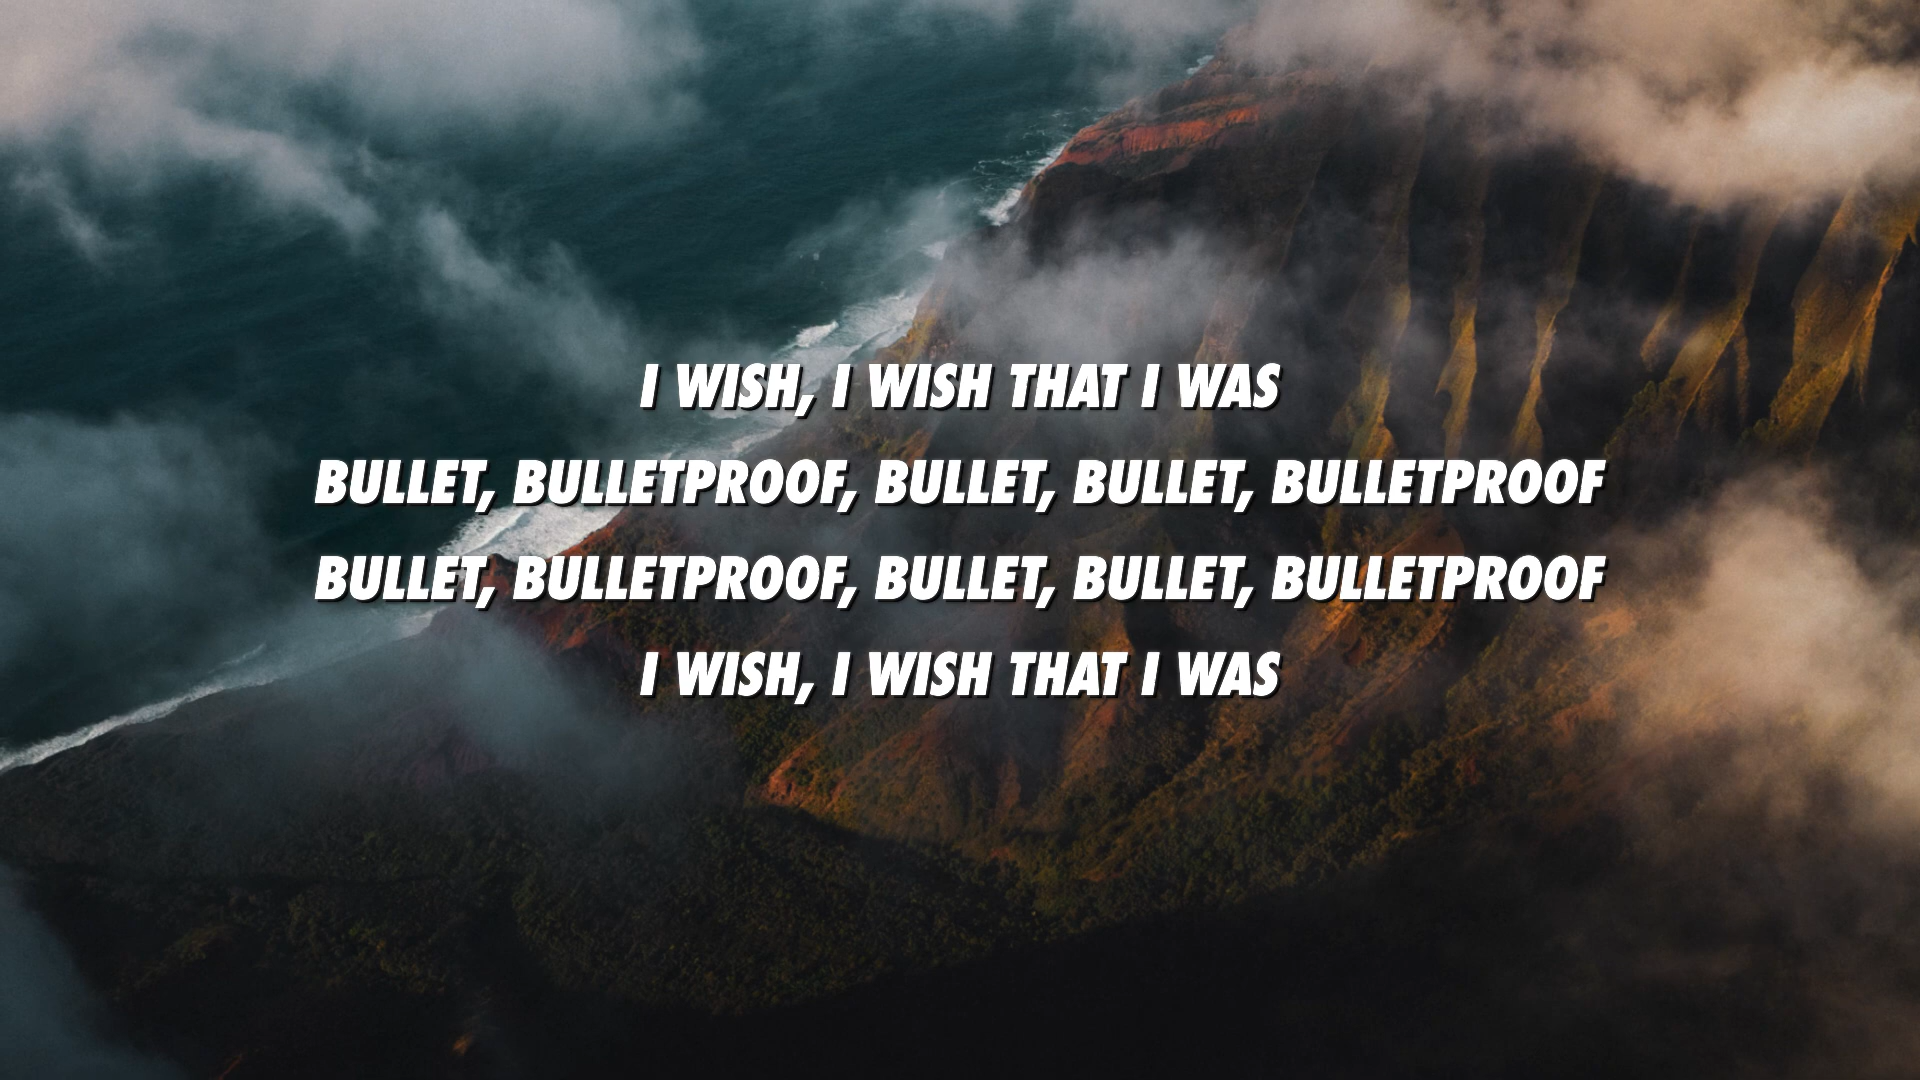 I WISH, I WISH THAT I WAS
BULLET, BULLETPROOF, BULLET, BULLET, BULLETPROOF
BULLET, BULLETPROOF, BULLET, BULLET, BULLETPROOF
I WISH, I WISH THAT I WAS